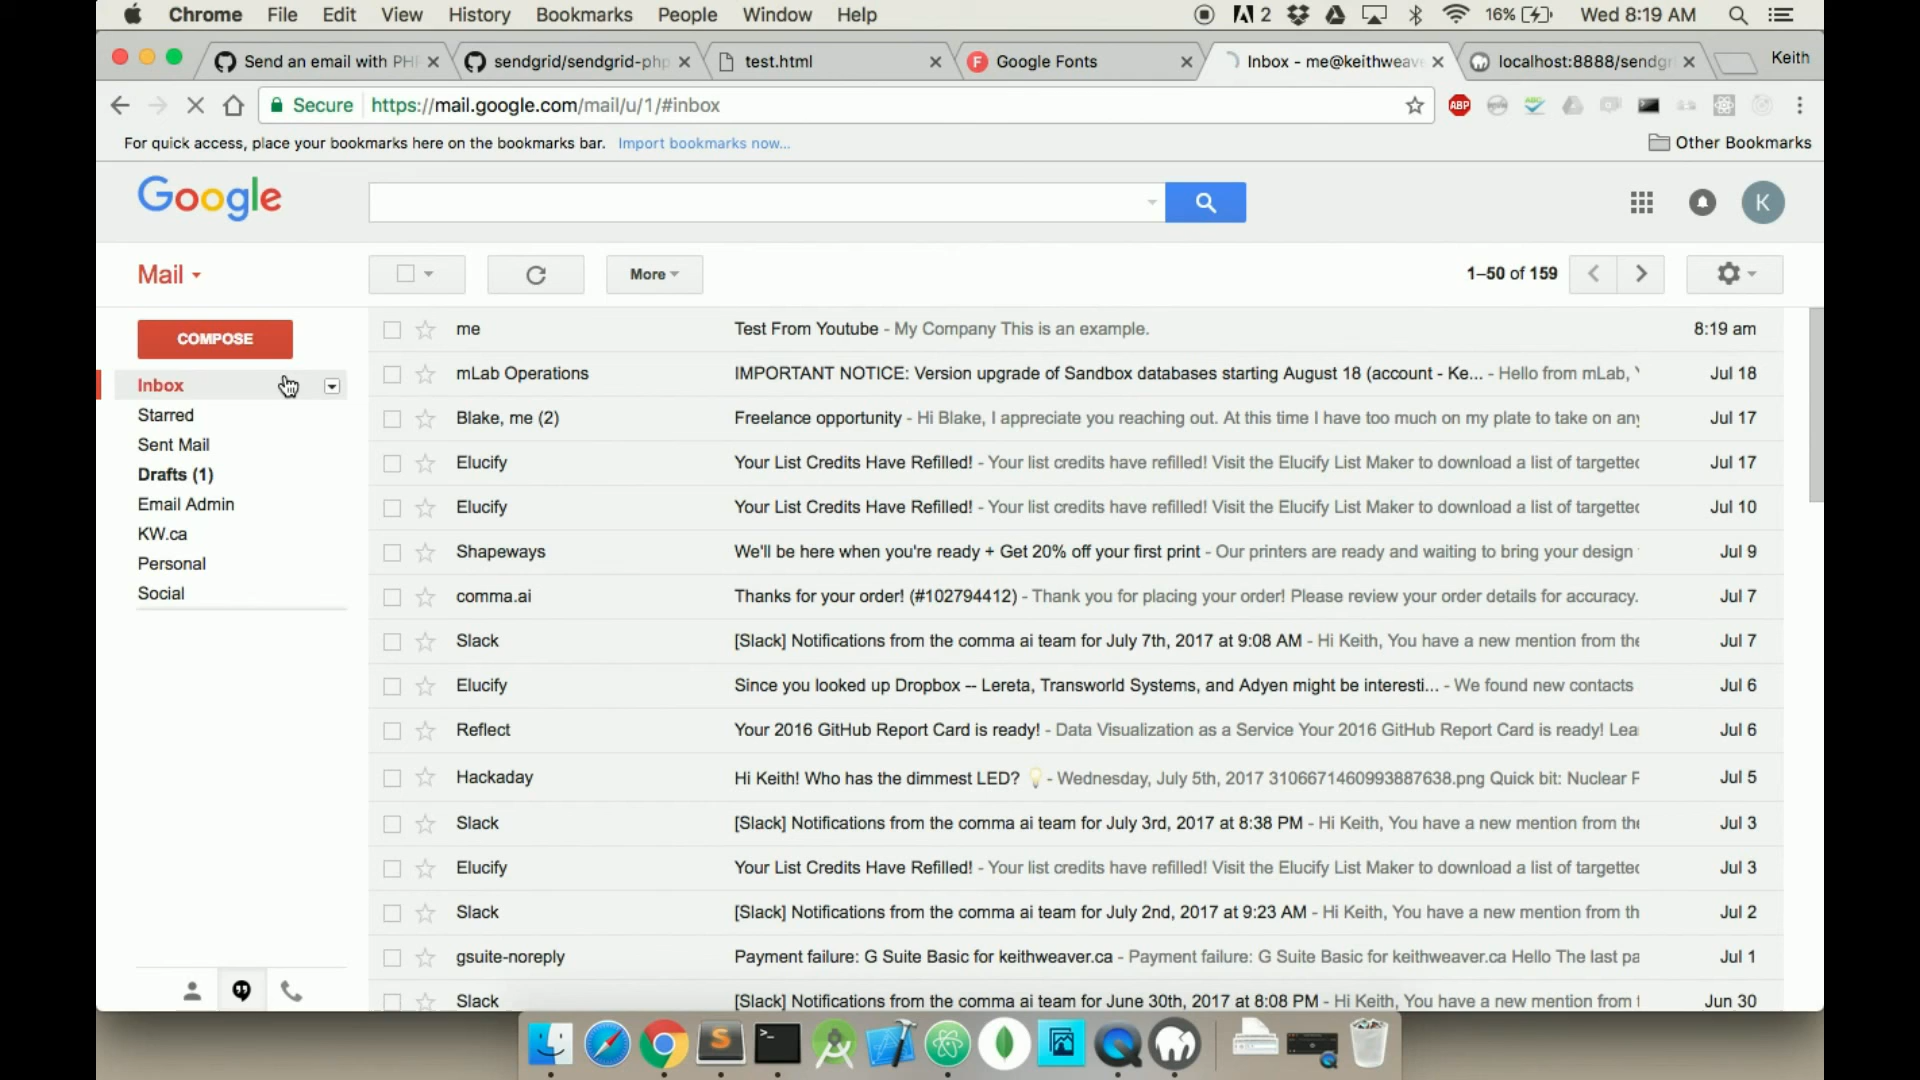 Chrome File Edit View History Bookmarks People Window Help 2 16% Wed 8:19 AM
Send an email with PH sendgrid/sendgrid-php test.html Google Fonts Inbox - me@keithweave localhost:8888/sendgr Keith
Secure https://mail.google.com/mail/u/1/#inbox ABP
For quick access, place your bookmarks here on the bookmarks bar. Import bookmarks now... Other Bookmarks
Google K
Mail More 1–50 of 159
COMPOSE
Inbox
Starred
Sent Mail
Drafts (1)
Email Admin
KW.ca
Personal
Social
me Test From Youtube - My Company This is an example. 8:19 am
mLab Operations IMPORTANT NOTICE: Version upgrade of Sandbox databases starting August 18 (account - Ke... - Hello from mLab, Jul 18
Blake, me (2) Freelance opportunity - Hi Blake, I appreciate you reaching out. At this time I have too much on my plate to take on any Jul 17
Elucify Your List Credits Have Refilled! - Your list credits have refilled! Visit the Elucify List Maker to download a list of targetted Jul 17
Elucify Your List Credits Have Refilled! - Your list credits have refilled! Visit the Elucify List Maker to download a list of targetted Jul 10
Shapeways We'll be here when you're ready + Get 20% off your first print - Our printers are ready and waiting to bring your design Jul 9
comma.ai Thanks for your order! (#102794412) - Thank you for placing your order! Please review your order details for accuracy. Jul 7
Slack [Slack] Notifications from the comma ai team for July 7th, 2017 at 9:08 AM - Hi Keith, You have a new mention from the Jul 7
Elucify Since you looked up Dropbox -- Lereta, Transworld Systems, and Adyen might be interesti... - We found new contacts Jul 6
Reflect Your 2016 GitHub Report Card is ready! - Data Visualization as a Service Your 2016 GitHub Report Card is ready! Lea Jul 6
Hackaday Hi Keith! Who has the dimmest LED? - Wednesday, July 5th, 2017 3106671460993887638.png Quick bit: Nuclear F Jul 5
Slack [Slack] Notifications from the comma ai team for July 3rd, 2017 at 8:38 PM - Hi Keith, You have a new mention from the Jul 3
Elucify Your List Credits Have Refilled! - Your list credits have refilled! Visit the Elucify List Maker to download a list of targetted Jul 3
Slack [Slack] Notifications from the comma ai team for July 2nd, 2017 at 9:23 AM - Hi Keith, You have a new mention from th Jul 2
gsuite-noreply Payment failure: G Suite Basic for keithweaver.ca - Payment failure: G Suite Basic for keithweaver.ca Hello The last pa Jul 1
Slack [Slack] Notifications from the comma ai team for June 30th, 2017 at 8:08 PM - Hi Keith, You have a new mention from Jun 30